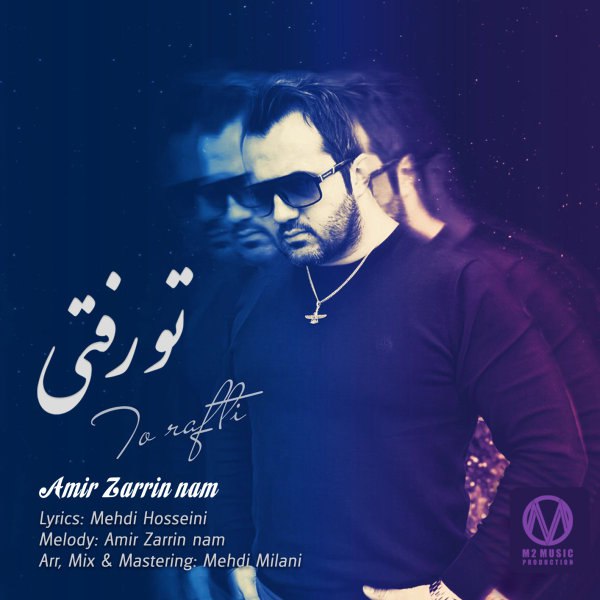 تو رفتی
To rafti
Amir Zarrin nam
Lyrics: Mehdi Hosseini
Melody: Amir Zarrin nam
Arr, Mix & Mastering: Mehdi Milani
M2 MUSIC
PRODUCTION